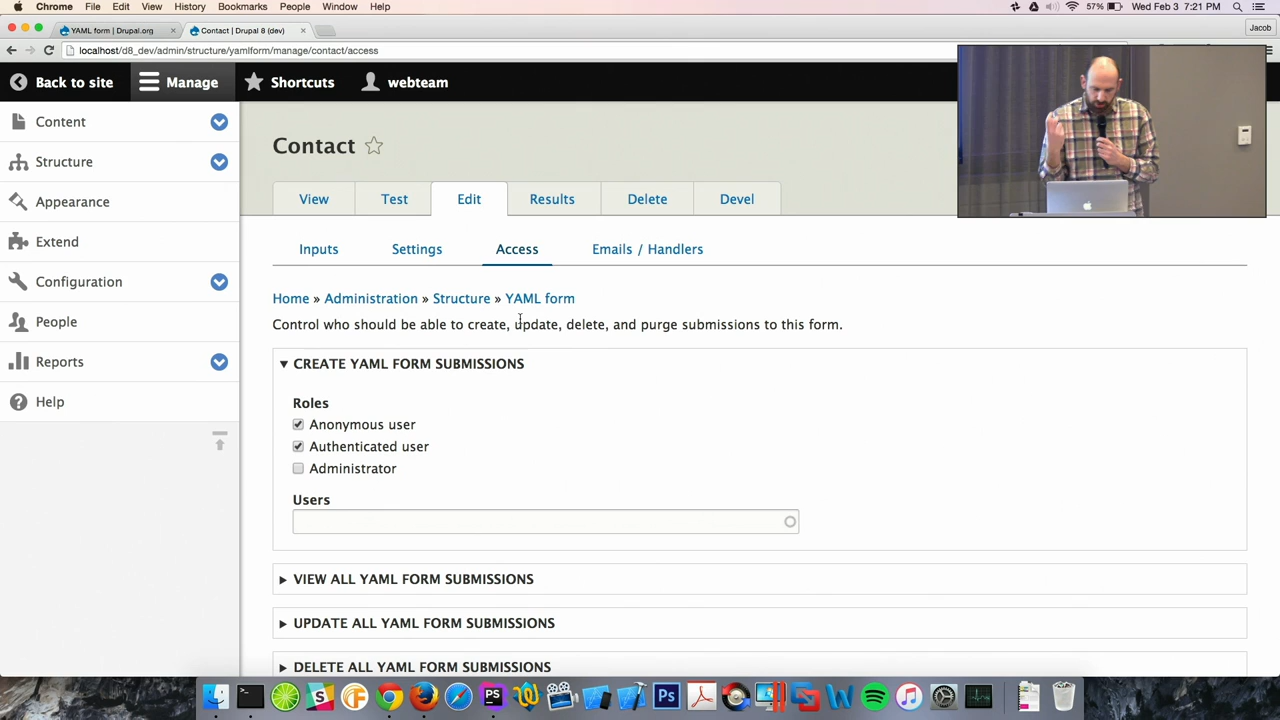 Chrome File Edit View History Bookmarks People Window Help 57% Wed Feb 3 7:21 PM
YAML form | Drupal.org Contact | Drupal 8 (dev) Jacob
localhost/d8_dev/admin/structure/yamlform/manage/contact/access
Back to site Manage Shortcuts webteam
Content
Structure
Appearance
Extend
Configuration
People
Reports
Help
Contact
View Test Edit Results Delete Devel
Inputs Settings Access Emails / Handlers
Home » Administration » Structure » YAML form
Control who should be able to create, update, delete, and purge submissions to this form.
CREATE YAML FORM SUBMISSIONS
Roles
Anonymous user
Authenticated user
Administrator
Users
VIEW ALL YAML FORM SUBMISSIONS
UPDATE ALL YAML FORM SUBMISSIONS
DELETE ALL YAML FORM SUBMISSIONS
PS Ps W